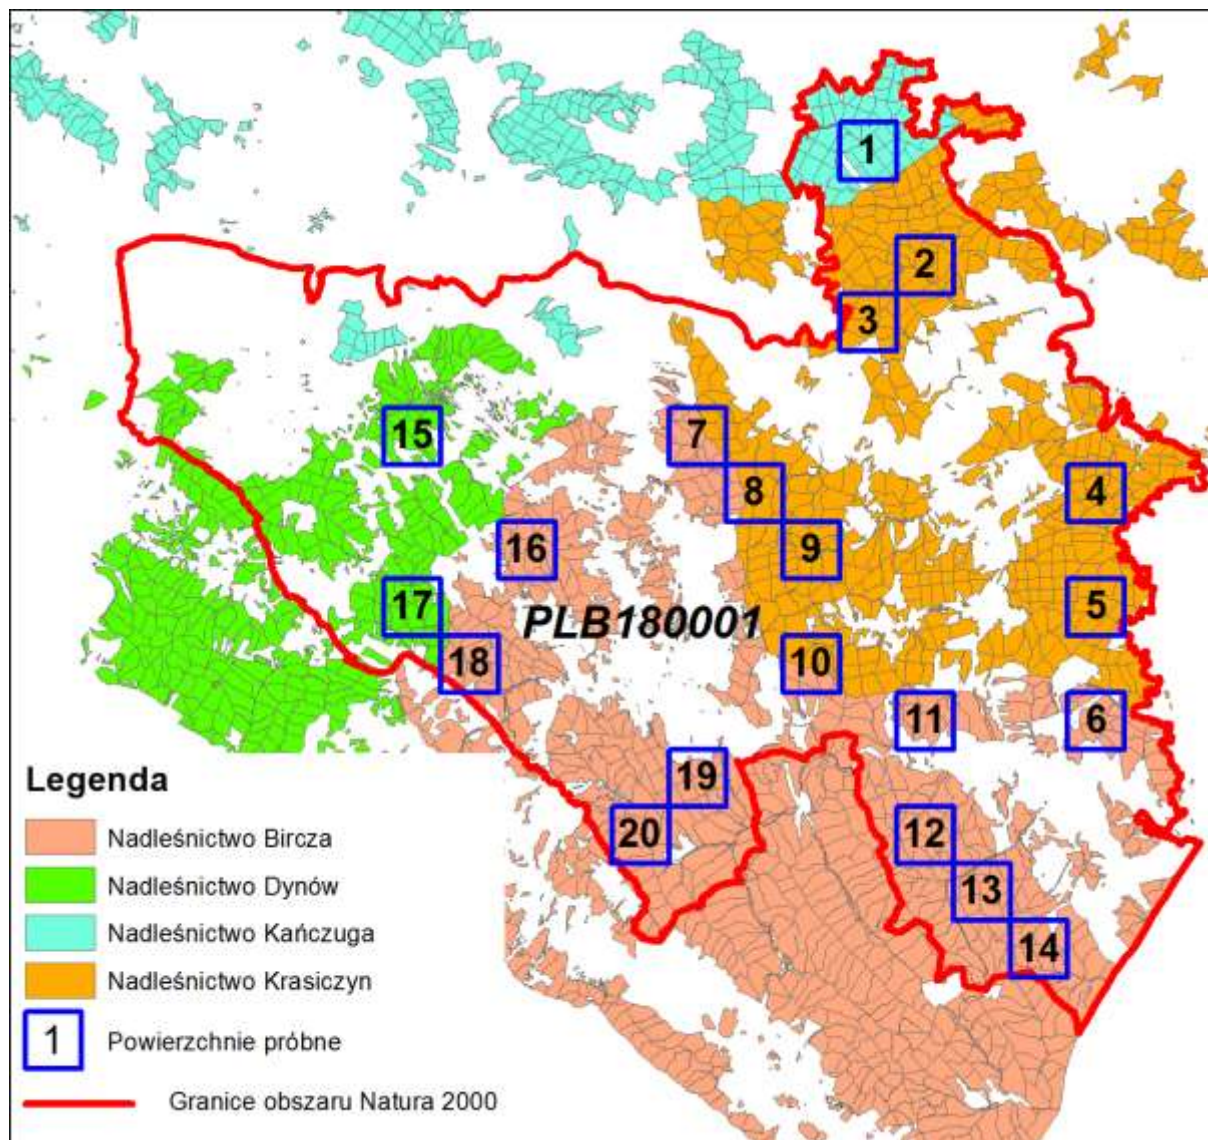 1
2
3
15
7
4
8
16
9
17
PLB180001
5
18
10
11
6
19
20
12
13
14
Legenda
Nadleśnictwo Bircza
Nadleśnictwo Dynów
Nadleśnictwo Kańczuga
Nadleśnictwo Krasiczyn
1 Powierzchnie próbne
Granice obszaru Natura 2000